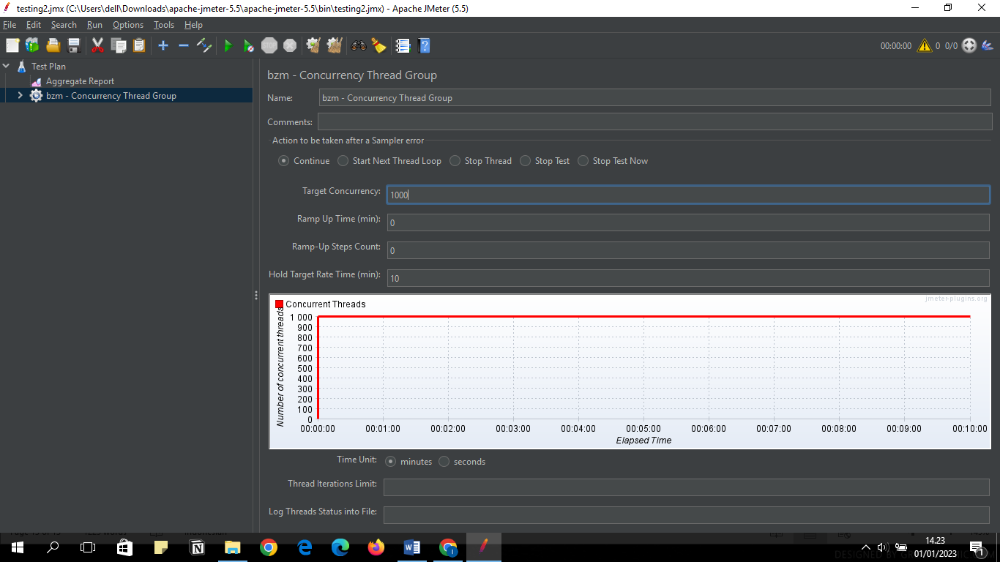 testing2.jmx (C:\Users\dell\Downloads\apache-jmeter-5.5\apache-jmeter-5.5\bin\testing2.jmx) - Apache JMeter (5.5)
File Edit Search Run Options Tools Help
STOP 00:00:00 0 0/0
Test Plan
Aggregate Report
bzm - Concurrency Thread Group
bzm - Concurrency Thread Group
Name: bzm - Concurrency Thread Group
Comments:
Action to be taken after a Sampler error
Continue Start Next Thread Loop Stop Thread Stop Test Stop Test Now
Target Concurrency: 1000
Ramp Up Time (min): 0
Ramp-Up Steps Count: 0
Hold Target Rate Time (min): 10
jmeter-plugins.org
Concurrent Threads
Number of concurrent threads
1 000
900
800
700
600
500
400
300
200
100
0
00:00:00 00:01:00 00:02:00 00:03:00 00:04:00 00:05:00 00:06:00 00:07:00 00:08:00 00:09:00 00:10:00
Elapsed Time
Time Unit: minutes seconds
Thread Iterations Limit:
Log Threads Status into File:
14.23
01/01/2023
1